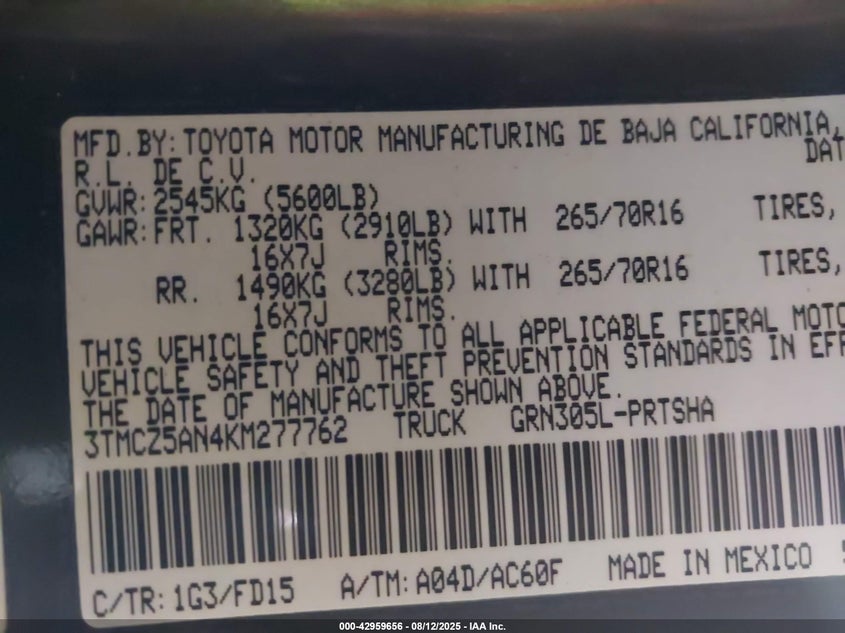 MFD.BY: TOYOTA MOTOR MANUFACTURING DE BAJA CALIFORNIA,
R.L. DE C.V. DAT
GVWR: 2545KG (5600LB)
GAWR: FRT. 1320KG (2910LB) WITH 265/70R16 TIRES,
16X7J RIMS.
RR. 1490KG (3280LB) WITH 265/70R16 TIRES,
16X7J RIMS.
THIS VEHICLE CONFORMS TO ALL APPLICABLE FEDERAL MOTO
VEHICLE SAFETY AND THEFT PREVENTION STANDARDS IN EFF
THE DATE OF MANUFACTURE SHOWN ABOVE.
3TMCZ5AN4KM277762 TRUCK GRN305L-PRTSHA
C/TR: 1G3/FD15 A/TM: A04D/AC60F MADE IN MEXICO
000-42959656 - 08/12/2025 - IAA Inc.